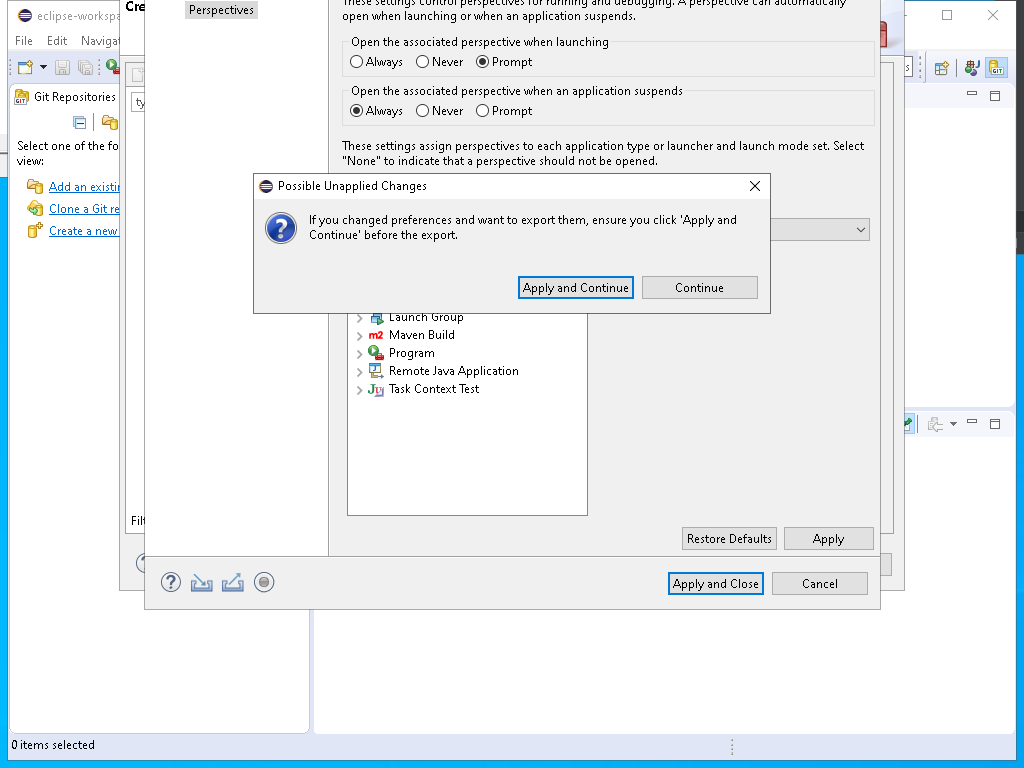 eclipse-workspa
Cre
Perspectives
These settings control perspectives for running and debugging. A perspective can automatically
open when launching or when an application suspends.
File Edit Naviga
Open the associated perspective when launching
Always Never Prompt
Git Repositories
Open the associated perspective when an application suspends
Always Never Prompt
ty
Select one of the fo
view:
These settings assign perspectives to each application type or launcher and launch mode set. Select
"None" to indicate that a perspective should not be opened.
Add an existin
Clone a Git re
Create a new
Possible Unapplied Changes
If you changed preferences and want to export them, ensure you click 'Apply and
Continue' before the export.
Apply and Continue Continue
Launch Group
Maven Build
Program
Remote Java Application
Task Context Test
Filt
Restore Defaults Apply
Apply and Close Cancel
0 items selected